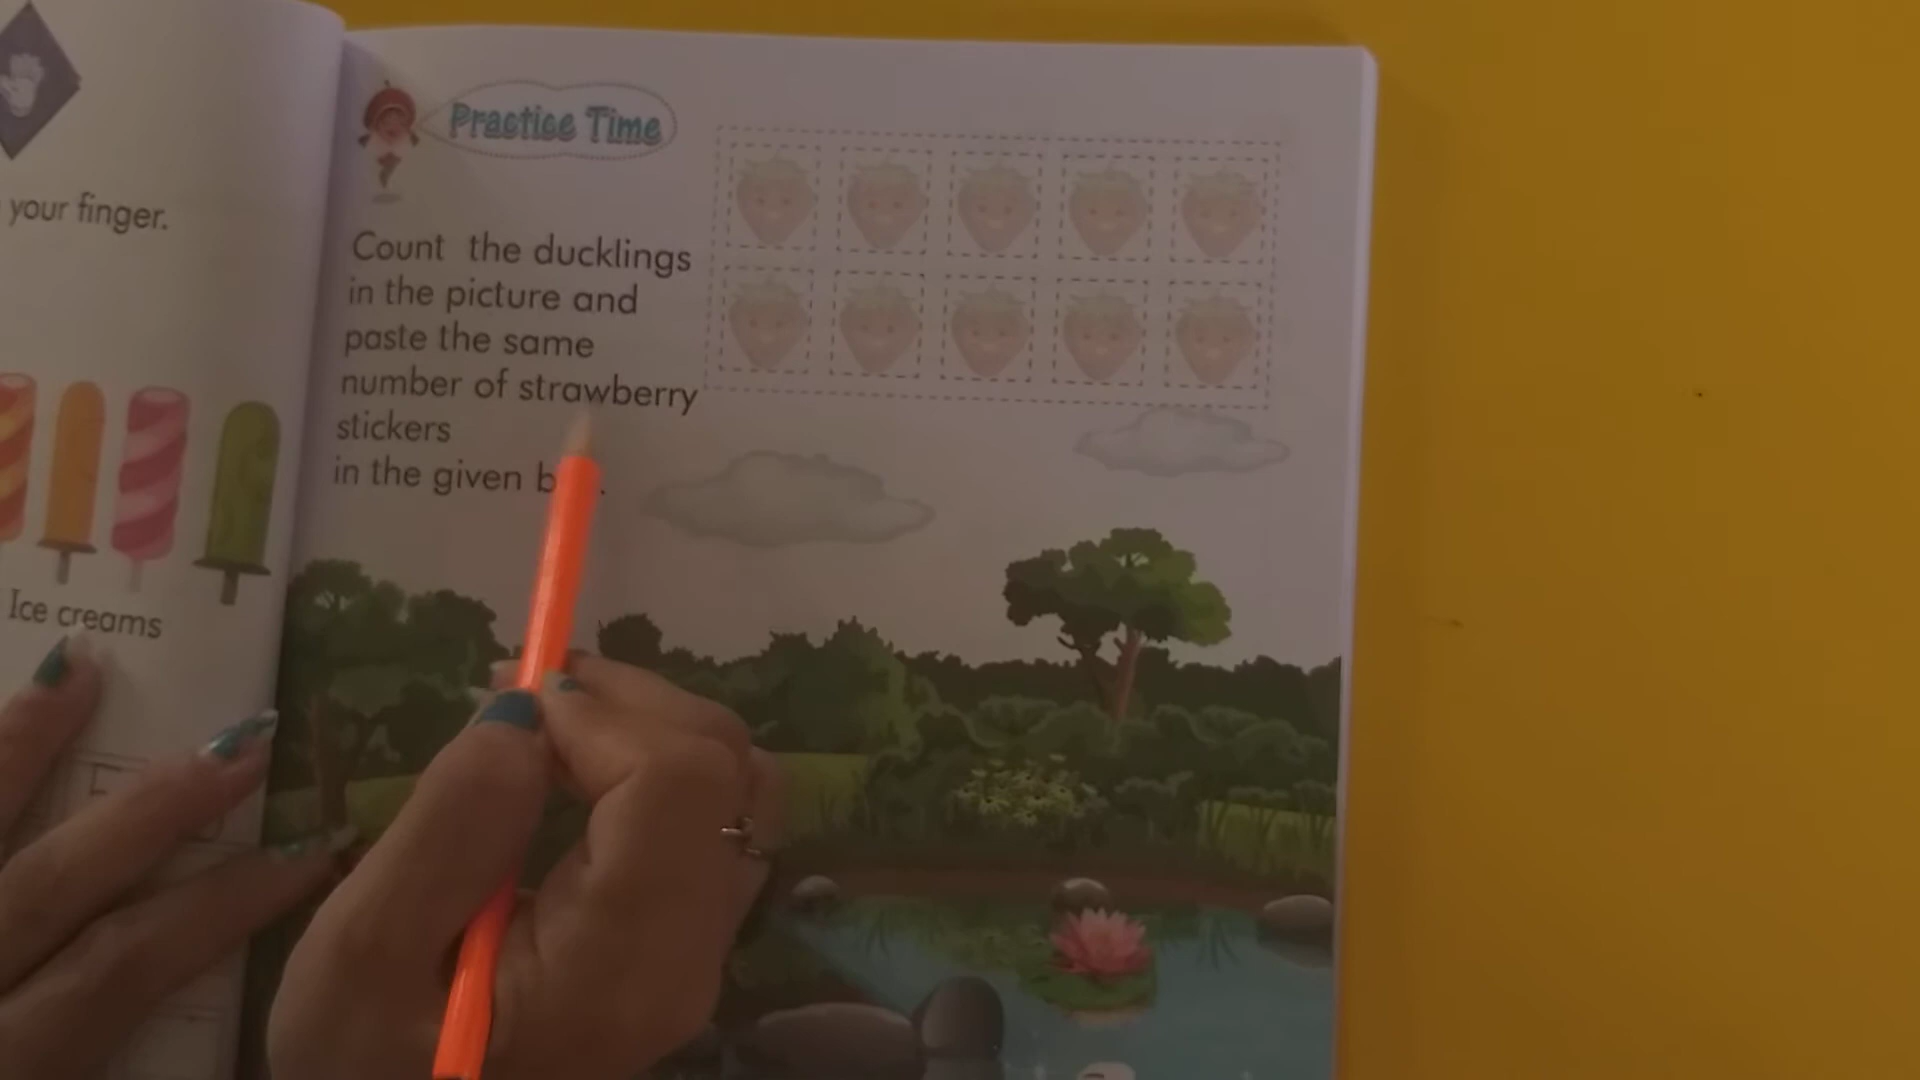 your finger.
Ice creams
Practice Time
Count the ducklings
in the picture and
paste the same
number of strawberry
stickers
in the given